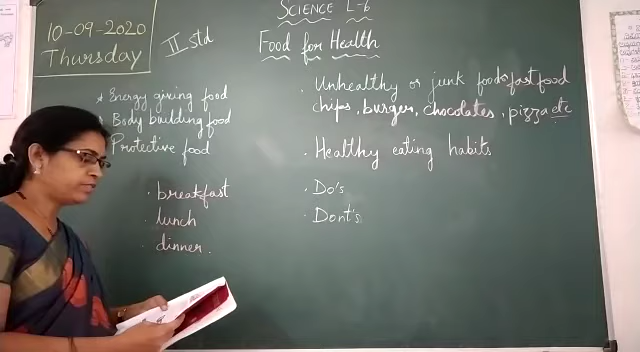 10-09-2020
Thursday
II std
SCIENCE L-6
Food for Health
* Energy giving food
Body building food
Protective food
. breakfast
. lunch
. dinner.
. Unhealthy or junk foods fast food
chips, burger, chocolates, pizza etc
. Healthy eating habits
. Do's
. Dont's